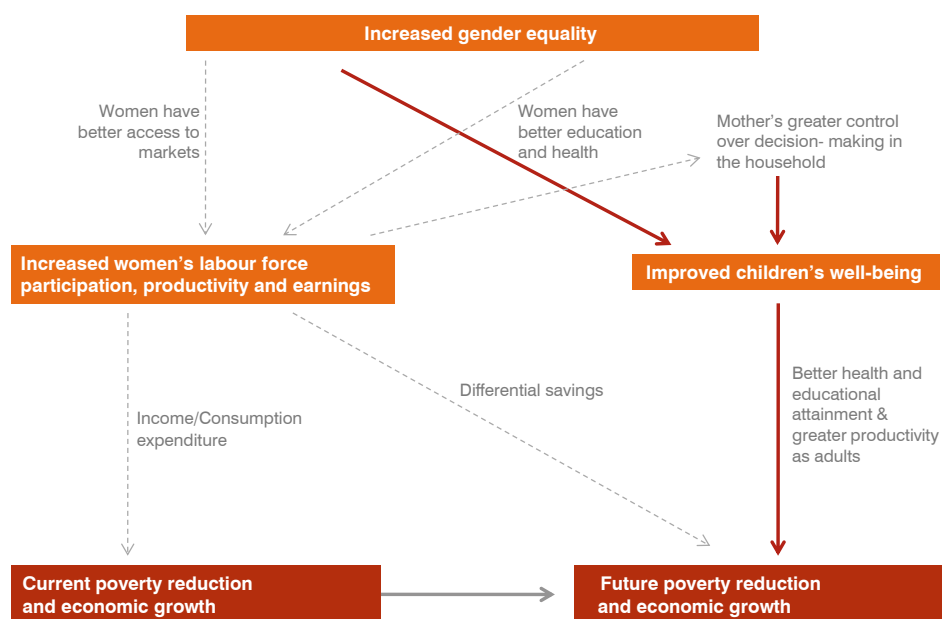 Increased gender equality
Women have
better access to
markets
Women have
better education
and health
Mother's greater control
over decision- making in
the household
Increased women's labour force
participation, productivity and earnings
Improved children's well-being
Income/Consumption
expenditure
Differential savings
Better health and
educational
attainment &
greater productivity
as adults
Current poverty reduction
and economic growth
Future poverty reduction
and economic growth